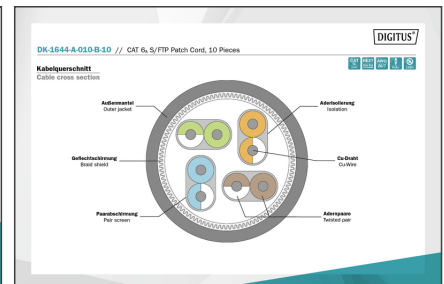 DIGITUS®
DK-1644-A-010-B-10 // CAT 6A S/FTP Patch Cord, 10 Pieces
Kabelquerschnitt
Cable cross section
Außenmantel
Outer jacket
Aderisolierung
Isolation
Geflechtschirmung
Braid shield
Cu-Draht
Cu-Wire
Paarabschirmung
Pair screen
Adernpaare
Twisted pair